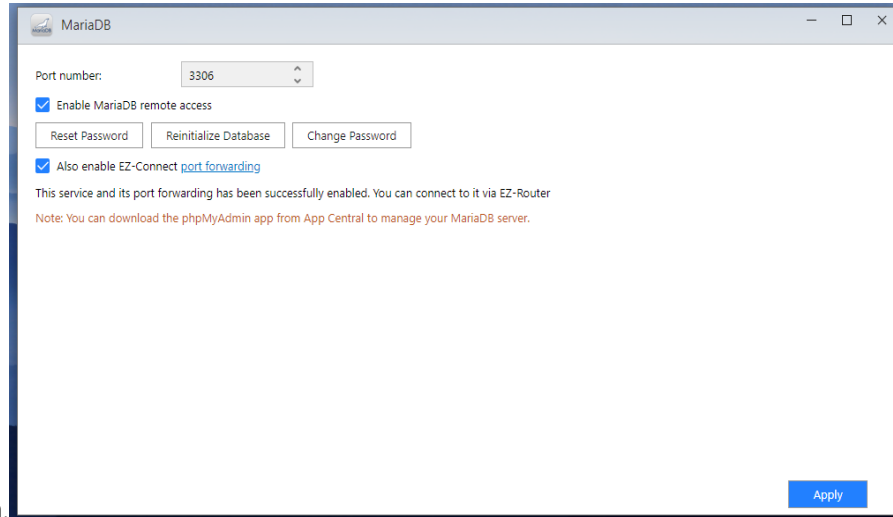 MariaDB
Port number:
3306
Enable MariaDB remote access
Reset Password
Reinitialize Database
Change Password
Also enable EZ-Connect port forwarding
This service and its port forwarding has been successfully enabled. You can connect to it via EZ-Router
Note: You can download the phpMyAdmin app from App Central to manage your MariaDB server.
Apply